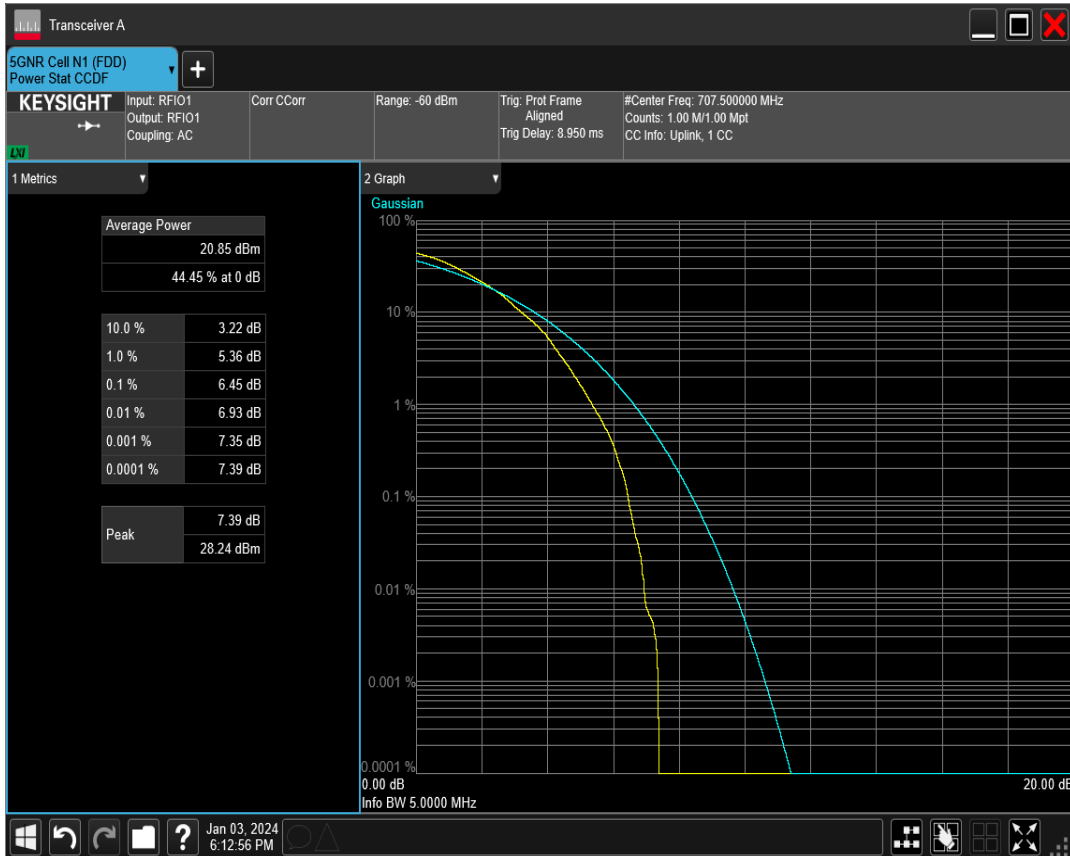 Transceiver A
5GNR Cell N1 (FDD)
Power Stat CCDF
KEYSIGHT
LXI
Input: RFIO1
Output: RFIO1
Coupling: AC
Corr CCorr
Range: -60 dBm
Trig: Prot Frame
Aligned
Trig Delay: 8.950 ms
#Center Freq: 707.500000 MHz
Counts: 1.00 M/1.00 Mpt
CC Info: Uplink, 1 CC
1 Metrics
Average Power
20.85 dBm
44.45 % at 0 dB
10.0 % 3.22 dB
1.0 % 5.36 dB
0.1 % 6.45 dB
0.01 % 6.93 dB
0.001 % 7.35 dB
0.0001 % 7.39 dB
Peak 7.39 dB
28.24 dBm
2 Graph
Gaussian
100 %
10 %
1 %
0.1 %
0.01 %
0.001 %
0.0001 %
0.00 dB 20.00 dB
Info BW 5.0000 MHz
Jan 03, 2024
6:12:56 PM